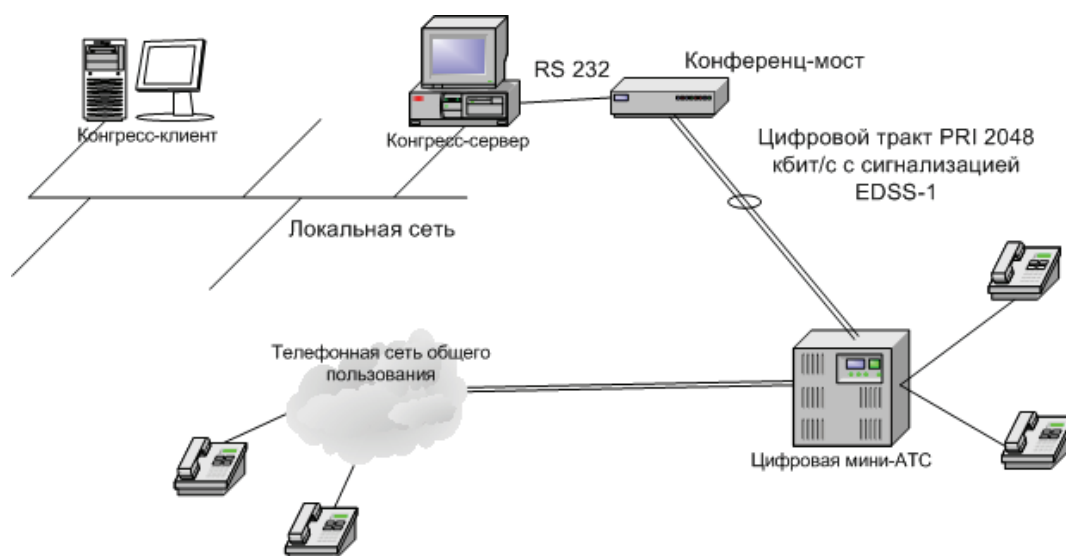 RS 232
Конференц-мост
Конгресс-клиент
Конгресс-сервер
Цифровой тракт PRI 2048
кбит/с с сигнализацией
EDSS-1
Локальная сеть
Телефонная сеть общего
пользования
Цифровая мини-АТС